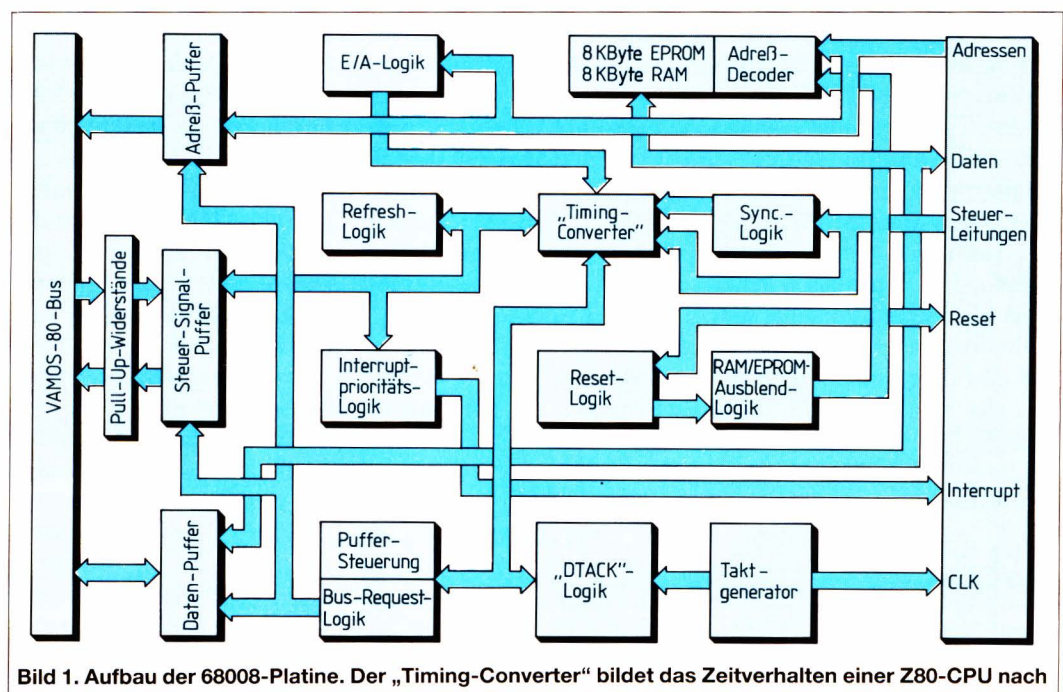 VAMOS-80-Bus
Adreß-Puffer
E/A-Logik
8 KByte EPROM
8 KByte RAM
Adreß-
Decoder
Adressen
Daten
Steuer-
Leitungen
Pull-Up-Widerstände
Steuer-Signal-
Puffer
Refresh-
Logik
„Timing-
Converter“
Sync.-
Logik
Reset
Interrupt-
prioritäts-
Logik
Reset-
Logik
RAM/EPROM-
Ausblend-
Logik
Interrupt
Daten-Puffer
Puffer-
Steuerung
Bus-Request-
Logik
„DTACK“-
Logik
Takt-
generator
CLK
Bild 1. Aufbau der 68008-Platine. Der „Timing-Converter“ bildet das Zeitverhalten einer Z80-CPU nach